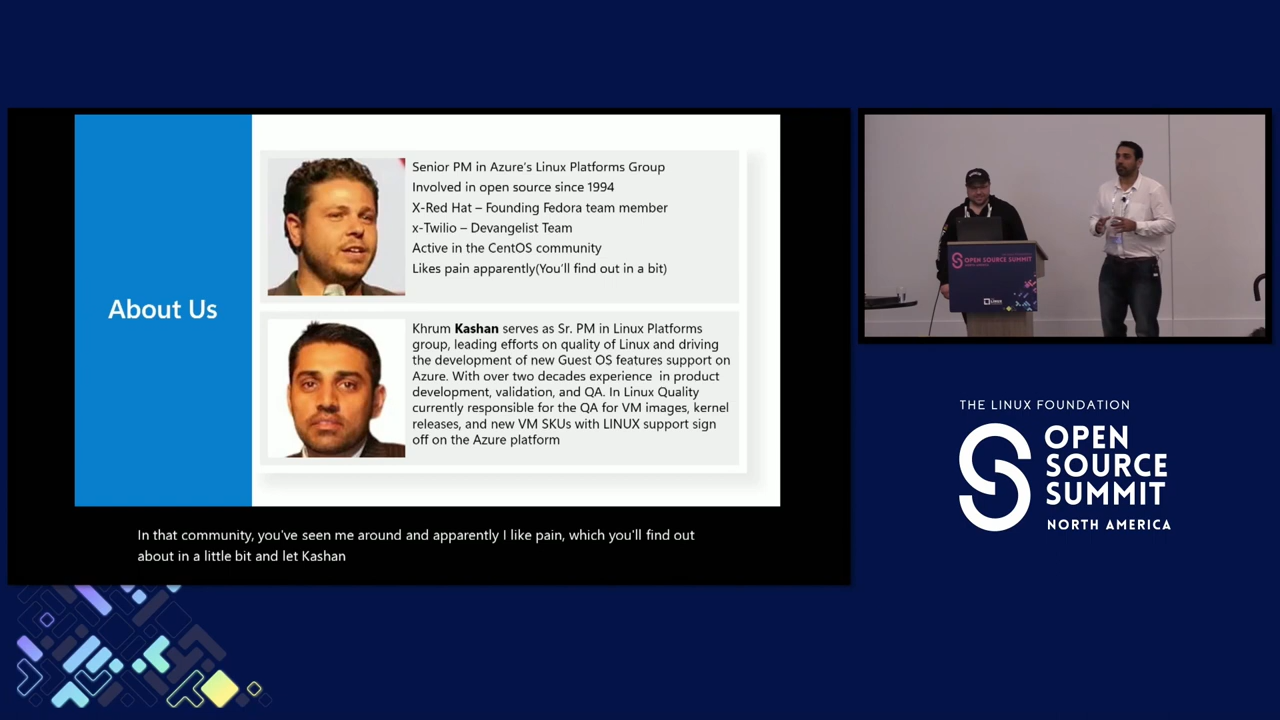 About Us
Senior PM in Azure's Linux Platforms Group
Involved in open source since 1994
X-Red Hat – Founding Fedora team member
x-Twilio – Devangelist Team
Active in the CentOS community
Likes pain apparently(You'll find out in a bit)
Khrum Kashan serves as Sr. PM in Linux Platforms
group, leading efforts on quality of Linux and driving
the development of new Guest OS features support on
Azure. With over two decades experience  in product
development, validation, and QA. In Linux Quality
currently responsible for the QA for VM images, kernel
releases, and new VM SKUs with LINUX support sign
off on the Azure platform
In that community, you've seen me around and apparently I like pain, which you'll find out
about in a little bit and let Kashan
OPEN SOURCE SUMMIT
THE LINUX FOUNDATION
OPEN
SOURCE
SUMMIT
NORTH AMERICA